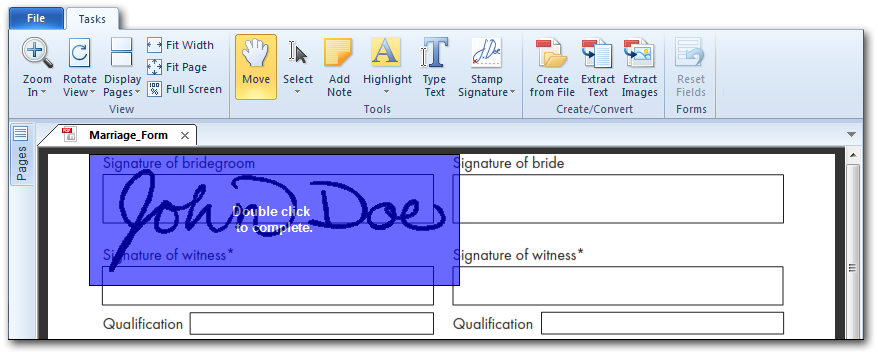 File Tasks
Zoom In
Rotate View
Display Pages
Fit Width
Fit Page
100 %
Full Screen
View
Move
Select
Add Note
Highlight
Type Text
Stamp Signature
Tools
Create from File
Extract Text
Extract Images
Create/Convert
Reset Fields
Forms
Pages
PDF Marriage_Form
Signature of bridegroom Signature of bride
John Doe
Double click
to complete.
Signature of witness* Signature of witness*
Qualification Qualification